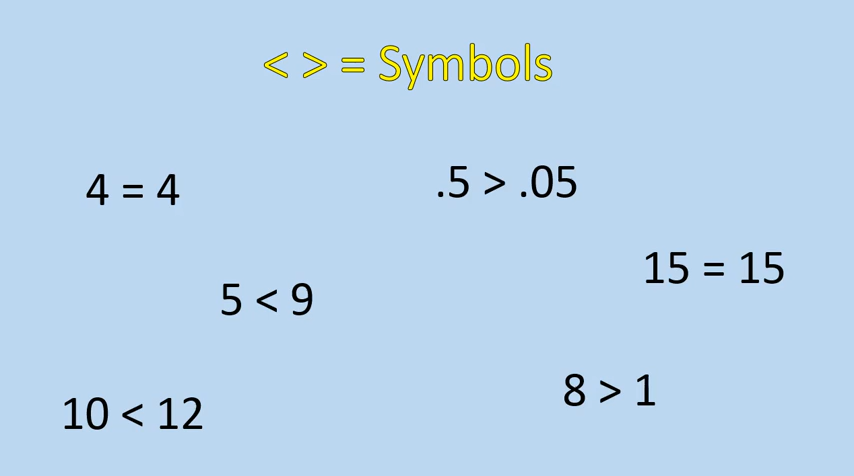 < > = Symbols
4 = 4
.5 > .05
15 = 15
5 < 9
8 > 1
10 < 12